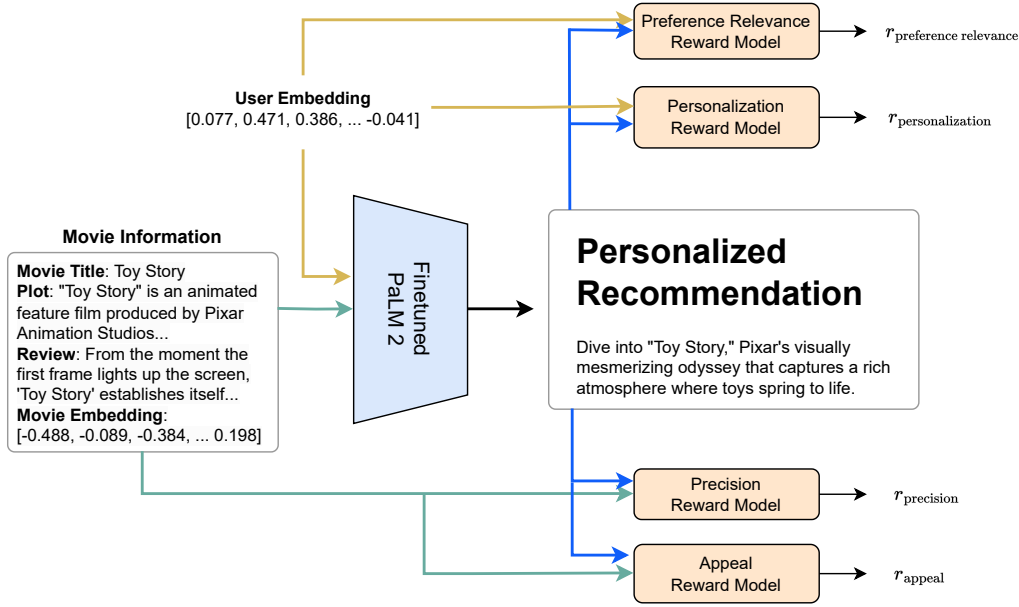 Preference Relevance
Reward Model
r_preference relevance
User Embedding
[0.077, 0.471, 0.386, ... -0.041]
Personalization
Reward Model
r_personalization
Movie Information
Movie Title: Toy Story
Plot: "Toy Story" is an animated
feature film produced by Pixar
Animation Studios...
Review: From the moment the
first frame lights up the screen,
'Toy Story' establishes itself...
Movie Embedding:
[-0.488, -0.089, -0.384, ... 0.198]
Finetuned
PaLM 2
Personalized
Recommendation
Dive into "Toy Story," Pixar's visually
mesmerizing odyssey that captures a rich
atmosphere where toys spring to life.
Precision
Reward Model
r_precision
Appeal
Reward Model
r_appeal